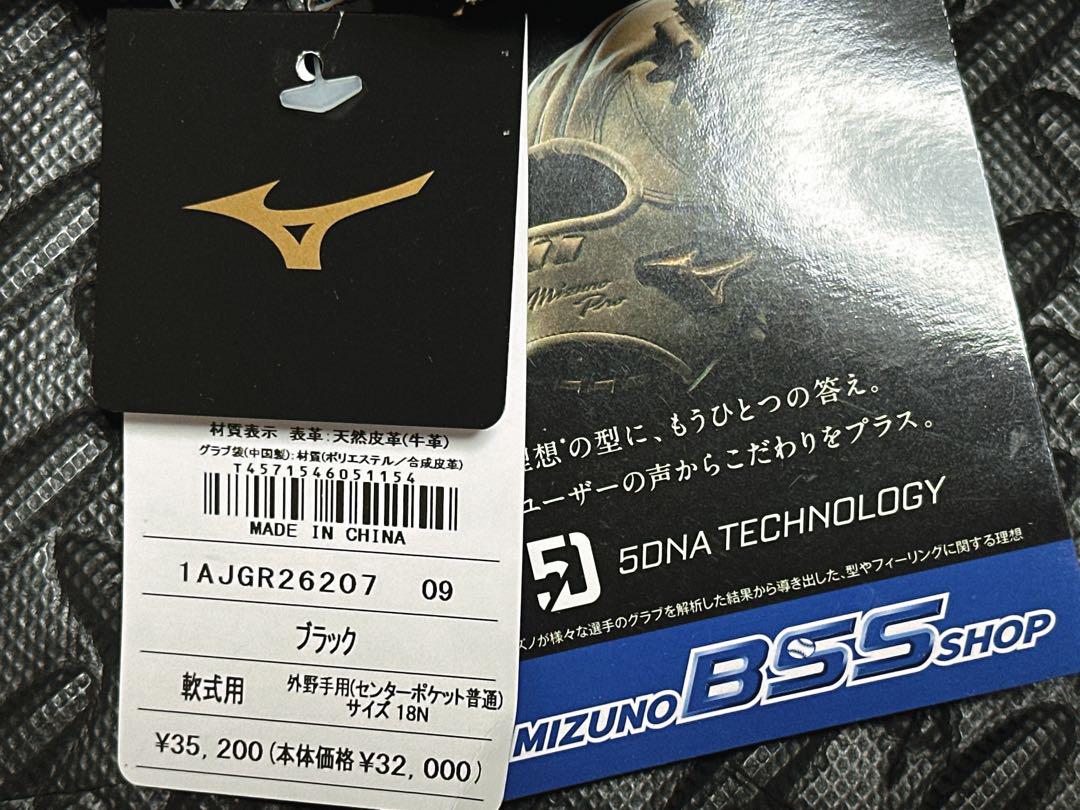 材質表示 表革:天然皮革(牛革)
グラブ袋(中国製):材質(ポリエステル/合成皮革)
T4571546051154
MADE IN CHINA
1AJGR26207 09
ブラック
軟式用 外野手用(センターポケット普通)
サイズ 18N
¥35,200(本体価格¥32,000)
Mizuno
Pro
想"の型に、もうひとつの答え。
ユーザーの声からこだわりをプラス。
5DNA TECHNOLOGY
ズノが様々な選手のグラブを解析した結果から導き出した、型やフィーリングに関する理想
MIZUNO BSS SHOP